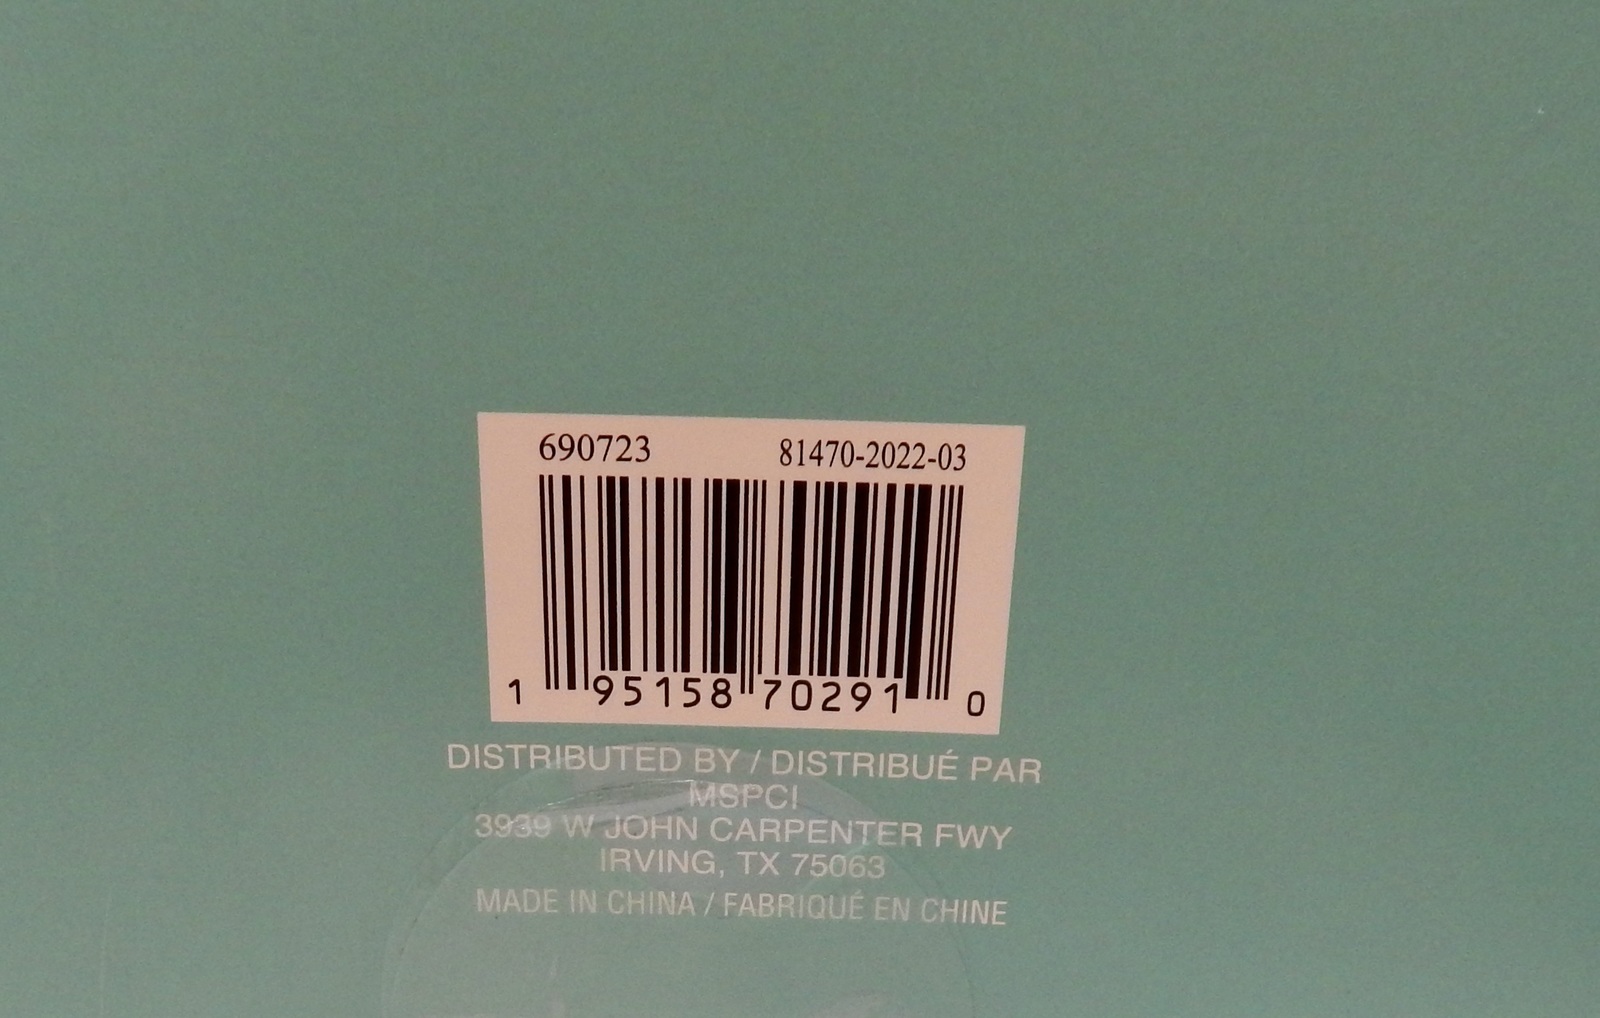 690723 81470-2022-03
1 95158 70291 0
DISTRIBUTED BY / DISTRIBUÉ PAR
MSPCI
3939 W JOHN CARPENTER FWY
IRVING, TX 75063
MADE IN CHINA / FABRIQUÉ EN CHINE